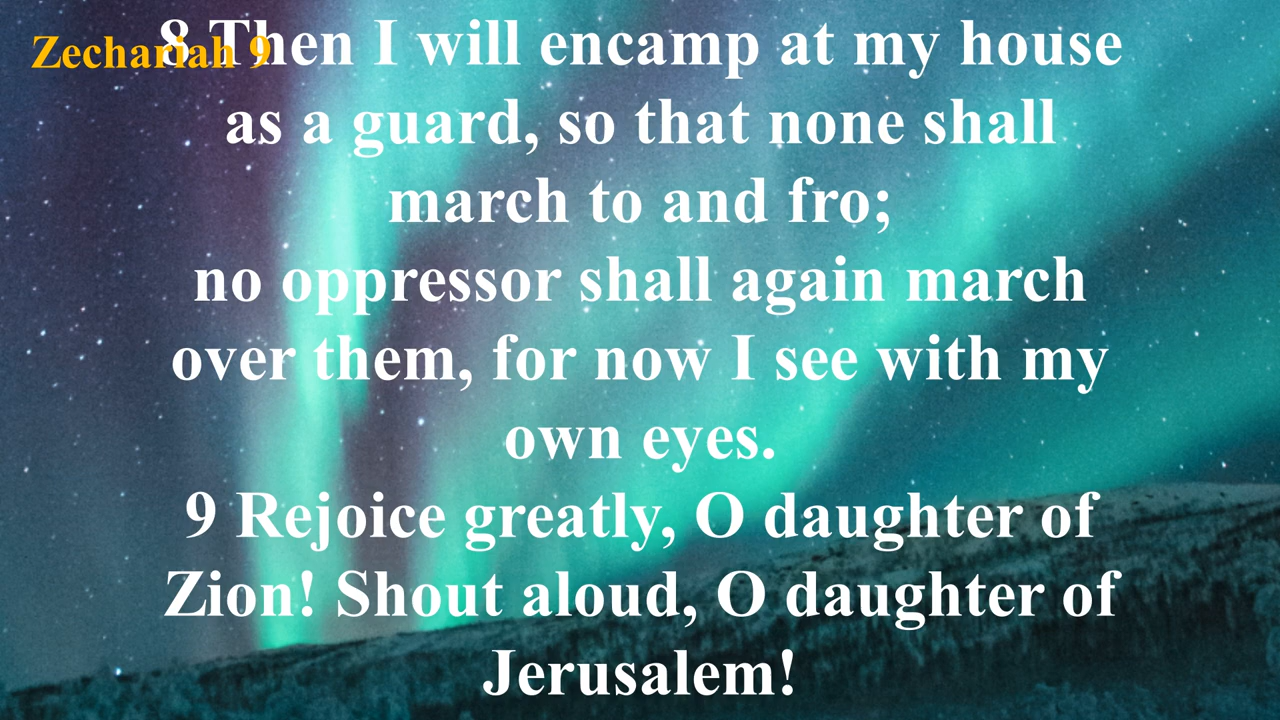 Zechariah 9
8 Then I will encamp at my house
as a guard, so that none shall
march to and fro;
no oppressor shall again march
over them, for now I see with my
own eyes.
9 Rejoice greatly, O daughter of
Zion! Shout aloud, O daughter of
Jerusalem!